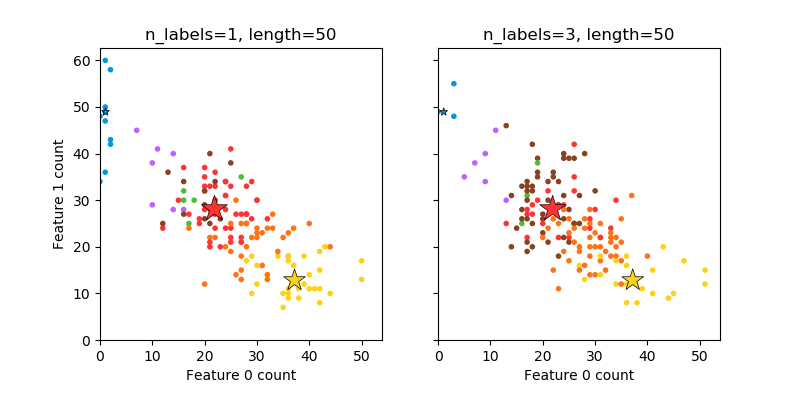 n_labels=1, length=50
n_labels=3, length=50
60
50
40
30
20
10
0
Feature 1 count
0 10 20 30 40 50
0 10 20 30 40 50
Feature 0 count
Feature 0 count